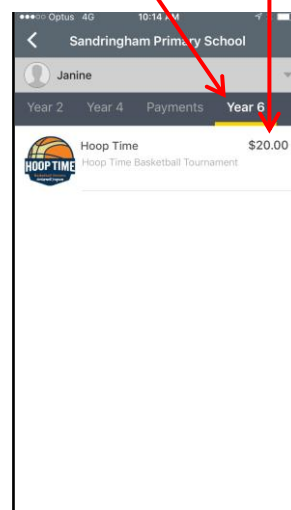 Optus 4G 10:14 AM
Sandringham Primary School
Janine
Year 2 Year 4 Payments Year 6
Hoop Time $20.00
Hoop Time Basketball Tournament
HOOP TIME